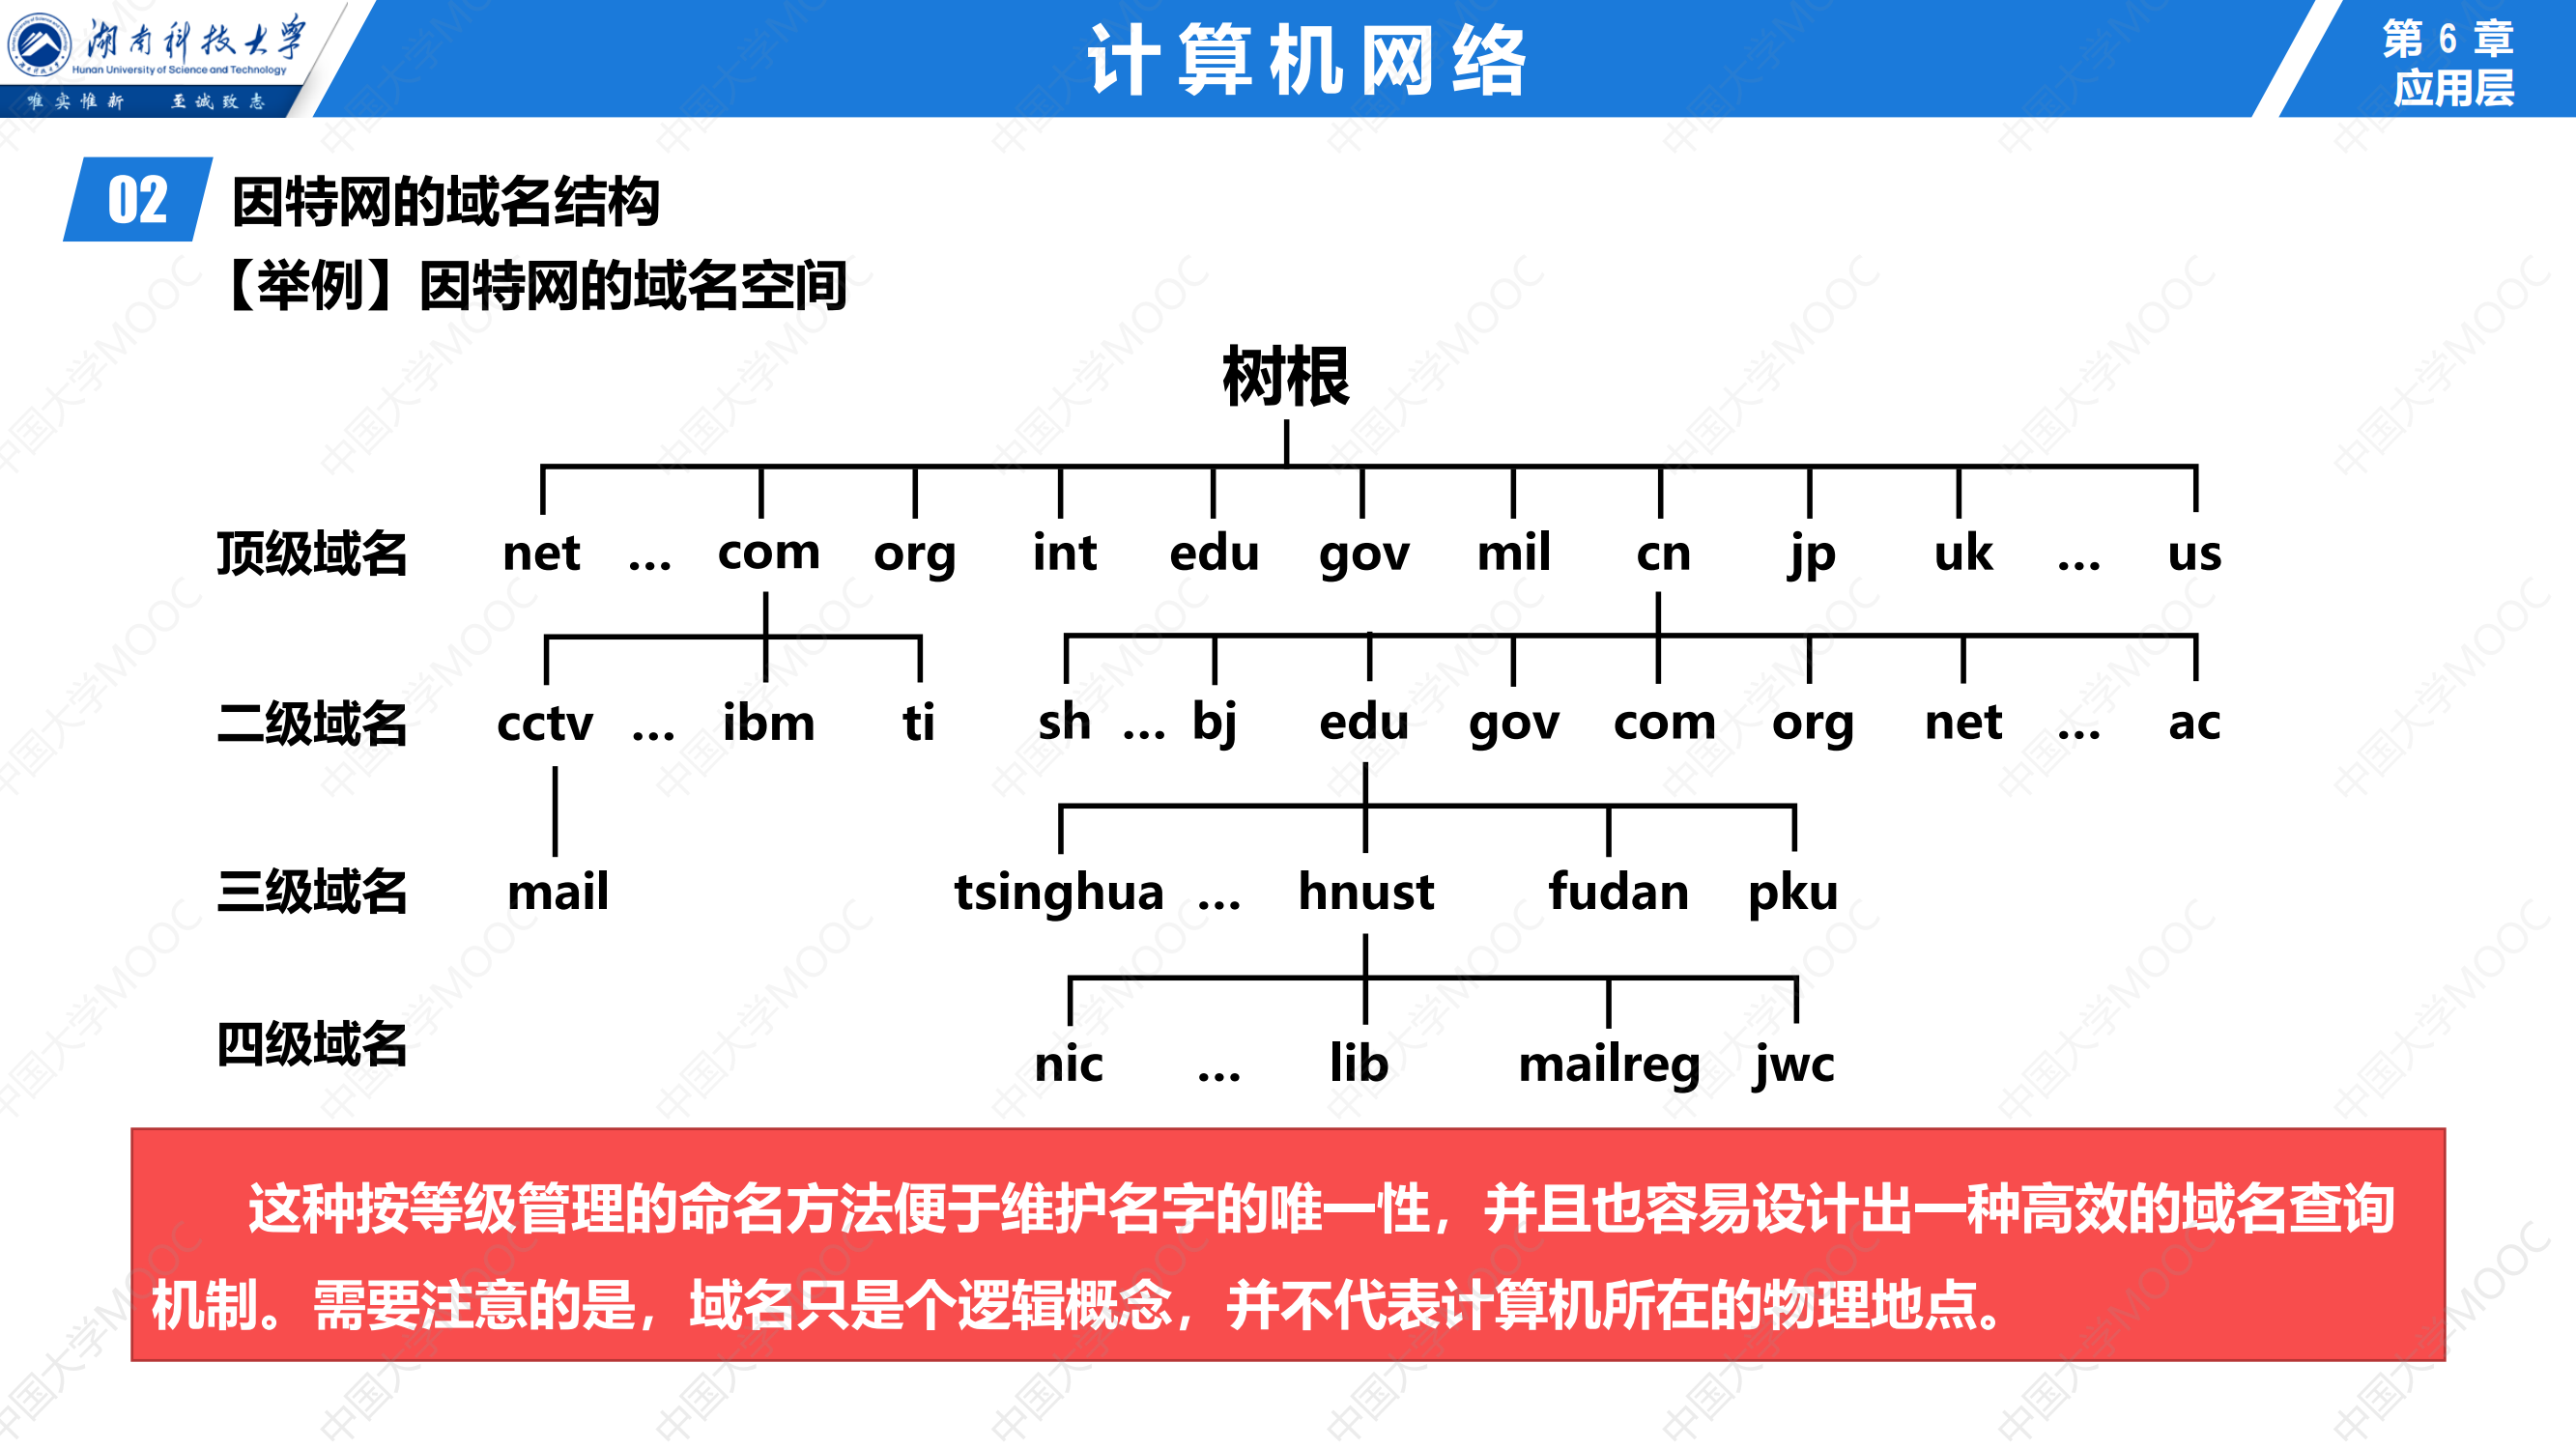 湖南科技大学
Hunan University of Science and Technology
唯实惟新 至诚致志
计算机网络
第 6 章
应用层
02 因特网的域名结构
【举例】因特网的域名空间
树根
顶级域名 net ... com org int edu gov mil cn jp uk ... us
二级域名 cctv ... ibm ti sh ... bj edu gov com org net ... ac
三级域名 mail tsinghua ... hnust fudan pku
四级域名 nic ... lib mailreg jwc
这种按等级管理的命名方法便于维护名字的唯一性，并且也容易设计出一种高效的域名查询
机制。需要注意的是，域名只是个逻辑概念，并不代表计算机所在的物理地点。
中国大学MOOC